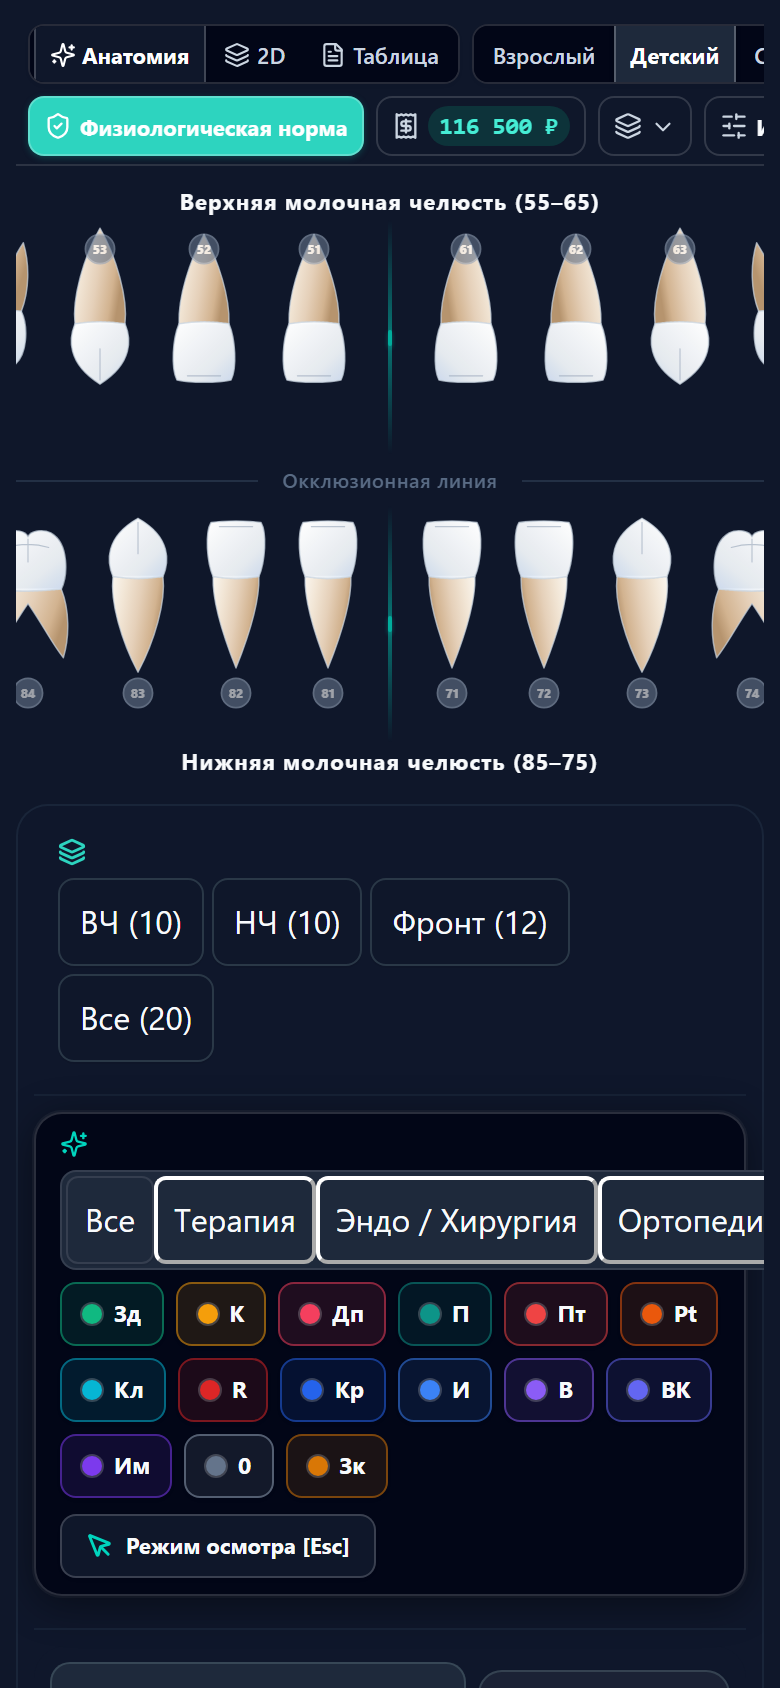 Анатомия 2D Таблица Взрослый Детский
Физиологическая норма 116 500 ₽
Верхняя молочная челюсть (55–65)
53 52 51 61 62 63
Окклюзионная линия
84 83 82 81 71 72 73 74
Нижняя молочная челюсть (85–75)
ВЧ (10) НЧ (10) Фронт (12)
Все (20)
Все Терапия Эндо / Хирургия Ортопеди
Зд К Дп П Пт Pt
Кл R Кр И В ВК
Им 0 Зк
Режим осмотра [Esc]